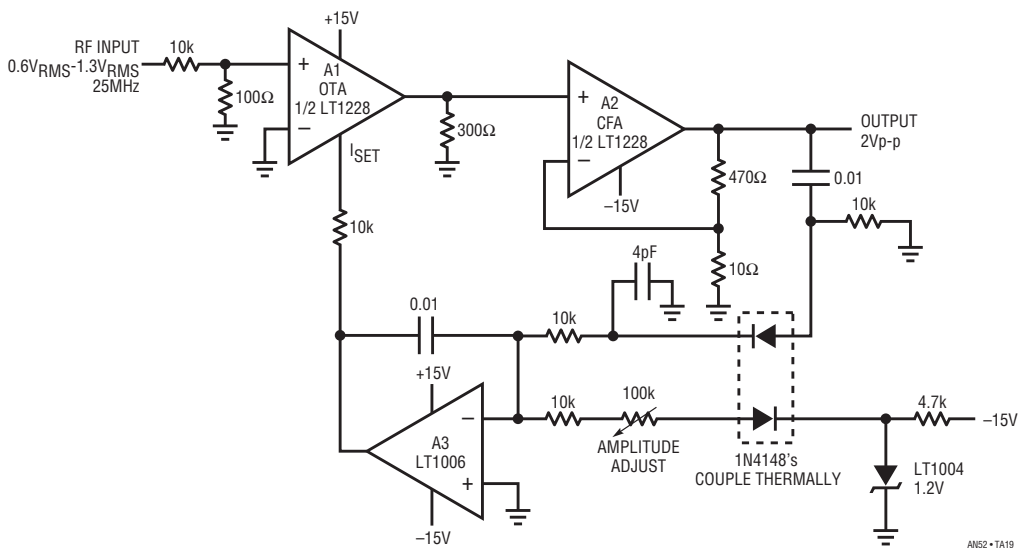 +15V
RF INPUT
0.6VRMS-1.3VRMS
25MHz
10k
100Ω
+
−
A1
OTA
1/2 LT1228
ISET
300Ω
+
−
A2
CFA
1/2 LT1228
−15V
OUTPUT
2Vp-p
470Ω
0.01
10k
10k
10Ω
4pF
0.01
10k
+15V
−
+
A3
LT1006
−15V
10k
100k
AMPLITUDE
ADJUST
1N4148's
COUPLE THERMALLY
4.7k
−15V
LT1004
1.2V
AN52 • TA19